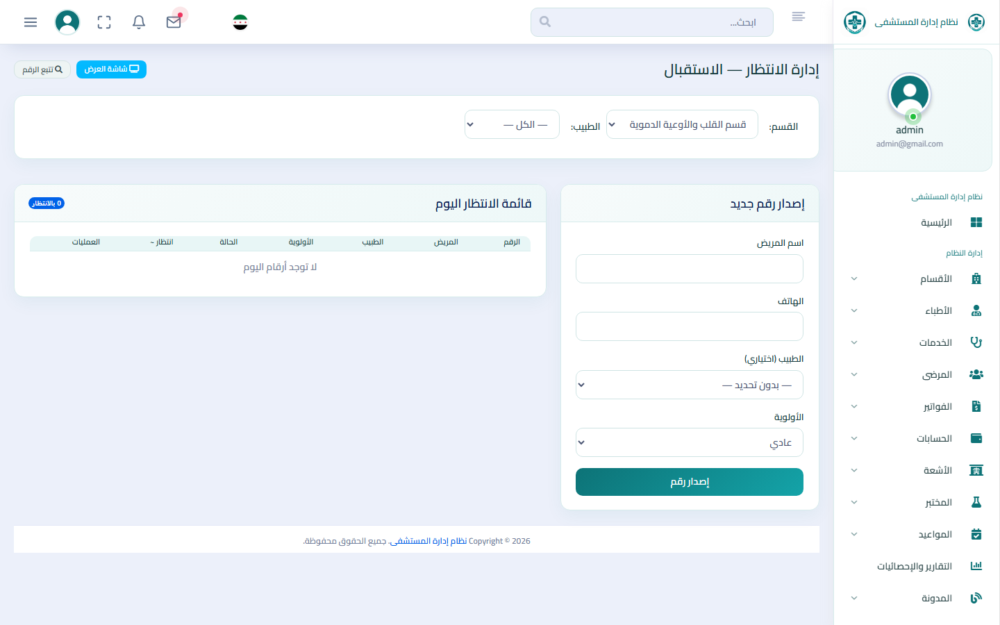 نظام إدارة المستشفى
ابحث...
admin
admin@gmail.com
نظام إدارة المستشفى
الرئيسية
إدارة النظام
الأقسام
الأطباء
الخدمات
المرضى
الفواتير
الحسابات
الأشعة
المختبر
المواعيد
التقارير والإحصائيات
المدونة
إدارة الانتظار — الاستقبال
شاشة العرض
تتبع الرقم
القسم: قسم القلب والأوعية الدموية الطبيب: — الكل —
إصدار رقم جديد
اسم المريض
الهاتف
الطبيب (اختياري)
— بدون تحديد —
الأولوية
عادي
إصدار رقم
قائمة الانتظار اليوم
0 بالانتظار
الرقم المريض الطبيب الأولوية الحالة انتظار ~ العمليات
لا توجد أرقام اليوم
Copyright © 2026 نظام إدارة المستشفى. جميع الحقوق محفوظة.